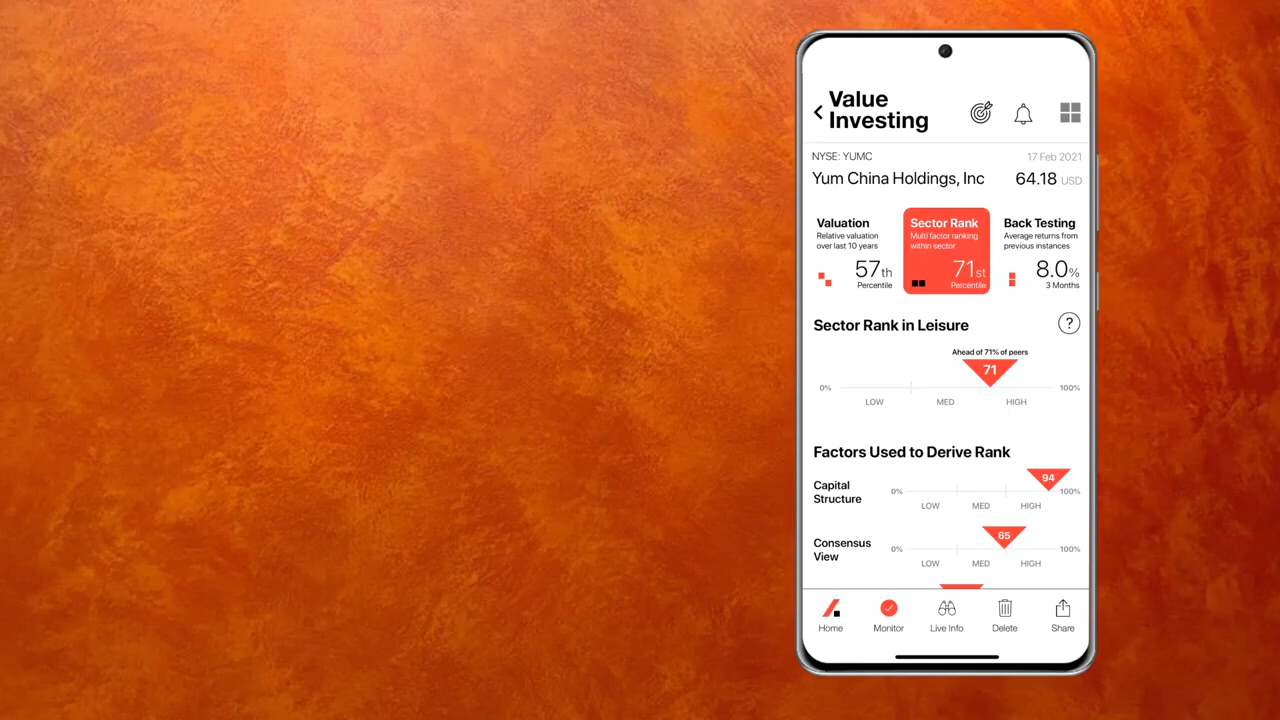 Value
Investing
NYSE: YUMC
17 Feb 2021
Yum China Holdings, Inc
64.18 USD
Valuation
Relative valuation
over last 10 years
57th
Percentile
Sector Rank
Multi factor ranking
within sector
71st
Percentile
Back Testing
Average returns from
previous instances
8.0%
3 Months
Sector Rank in Leisure
?
Ahead of 71% of peers
71
0%
100%
LOW
MED
HIGH
Factors Used to Derive Rank
Capital
Structure
94
0%
100%
LOW
MED
HIGH
Consensus
View
65
0%
100%
LOW
MED
HIGH
Home
Monitor
Live Info
Delete
Share